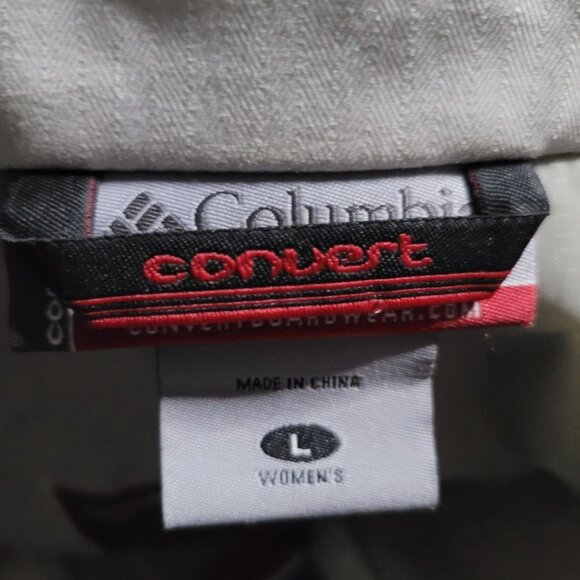 Columbia
convert
CONVERTBOARDWEAR.COM
MADE IN CHINA
L
WOMEN'S